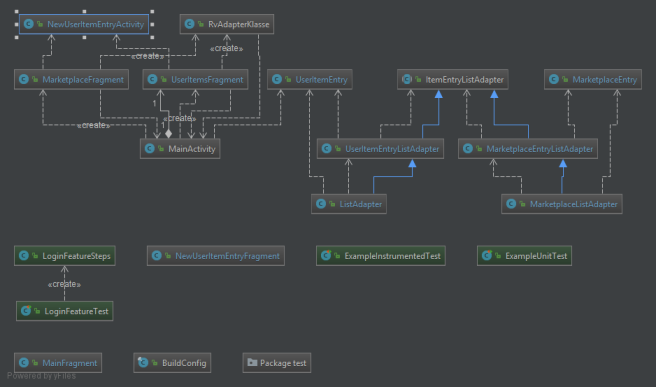 NewUserItemEntryActivity
RvAdapterKlasse
«create»
«create»
MarketplaceFragment
UserItemsFragment
UserItemEntry
ItemEntryListAdapter
MarketplaceEntry
1
«create»
1
«create»
MainActivity
UserItemEntryListAdapter
MarketplaceEntryListAdapter
ListAdapter
MarketplaceListAdapter
LoginFeatureSteps
NewUserItemEntryFragment
ExampleInstrumentedTest
ExampleUnitTest
«create»
LoginFeatureTest
MainFragment
BuildConfig
Package test
Powered by yFiles